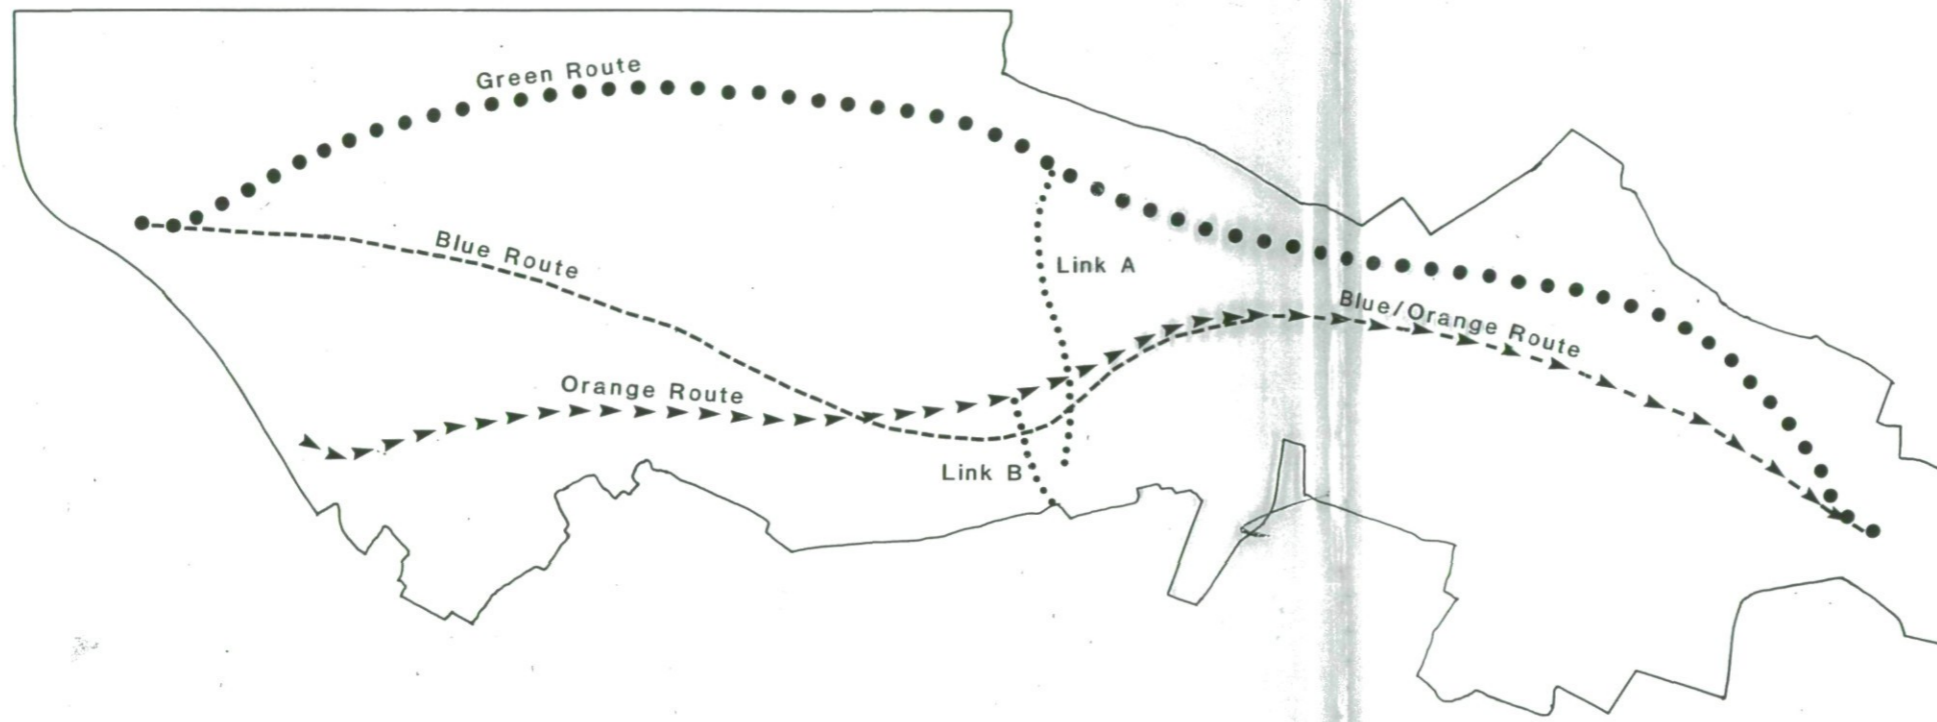 Green Route
Blue Route
Link A
Blue/Orange Route
Orange Route
Link B